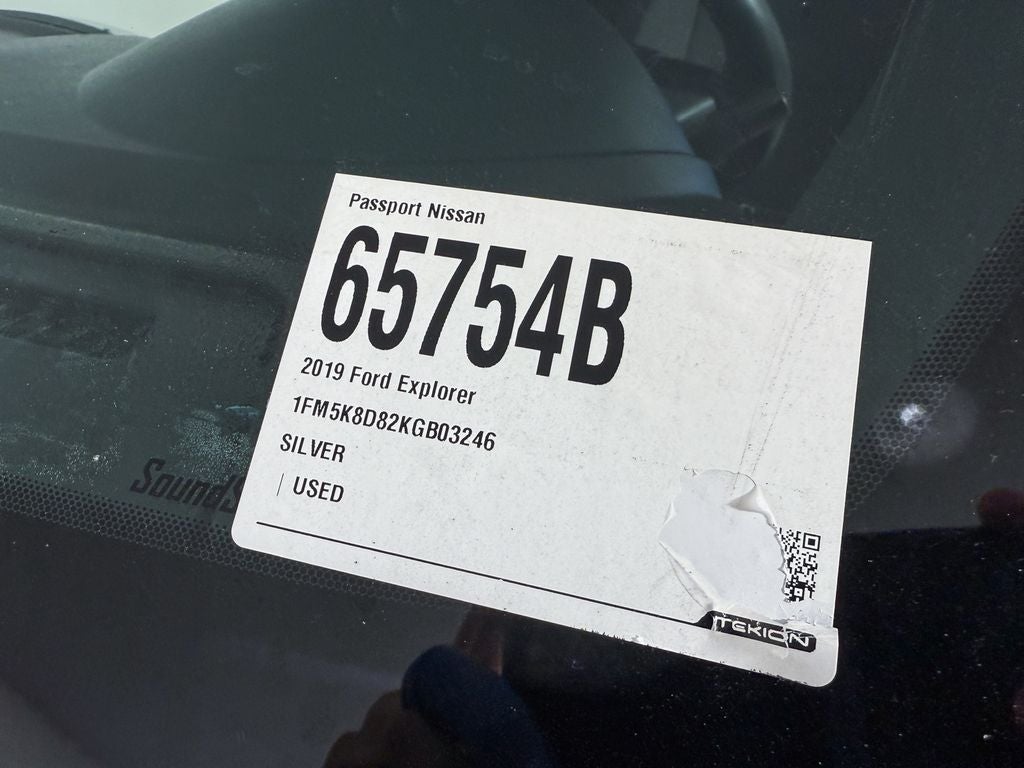 Passport Nissan
65754B
2019 Ford Explorer
1FM5K8D82KGB03246
SILVER
| USED
TEKION